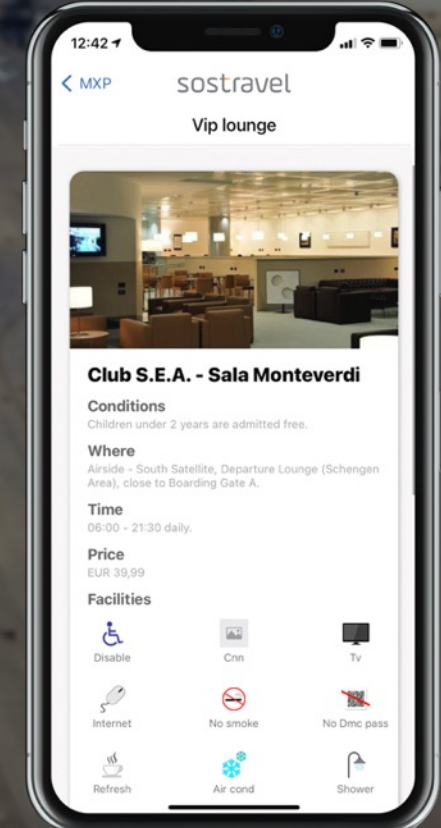 12:42
MXP
sostravel
Vip lounge
Club S.E.A. - Sala Monteverdi
Conditions
Children under 2 years are admitted free.
Where
Airside - South Satellite, Departure Lounge (Schengen
Area), close to Boarding Gate A.
Time
06:00 - 21:30 daily.
Price
EUR 39,99
Facilities
Disable
Cnn
Tv
Internet
No smoke
No Dmc pass
Refresh
Air cond
Shower